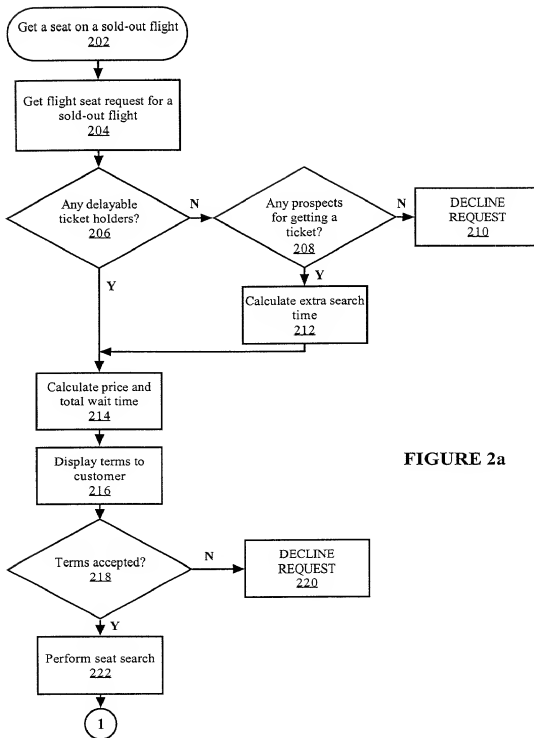 Get a seat on a sold-out flight
202
Get flight seat request for a
sold-out flight
204
Any delayable
ticket holders?
206
N
Any prospects
for getting a
ticket?
208
N
DECLINE
REQUEST
210
Y
Y
Calculate extra search
time
212
Calculate price and
total wait time
214
Display terms to
customer
216
FIGURE 2a
Terms accepted?
218
N
DECLINE
REQUEST
220
Y
Perform seat search
222
1